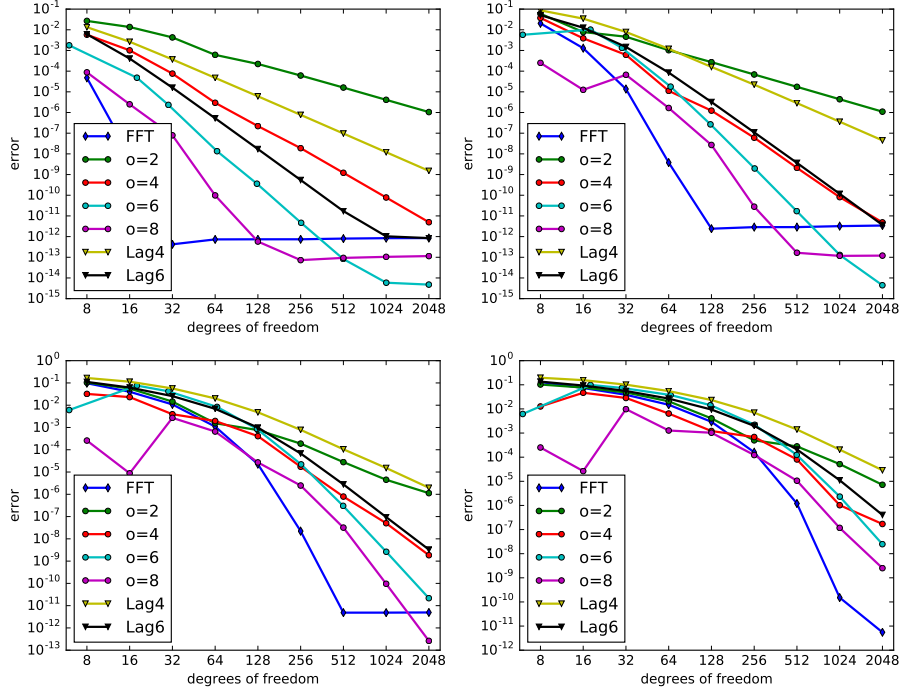 10^-1
10^-2
10^-3
10^-4
10^-5
10^-6
10^-7
10^-8
10^-9
10^-10
10^-11
10^-12
10^-13
10^-14
10^-15
error
FFT
o=2
o=4
o=6
o=8
Lag4
Lag6
8 16 32 64 128 256 512 1024 2048
degrees of freedom
10^-1
10^-2
10^-3
10^-4
10^-5
10^-6
10^-7
10^-8
10^-9
10^-10
10^-11
10^-12
10^-13
10^-14
10^-15
error
FFT
o=2
o=4
o=6
o=8
Lag4
Lag6
8 16 32 64 128 256 512 1024 2048
degrees of freedom
10^0
10^-1
10^-2
10^-3
10^-4
10^-5
10^-6
10^-7
10^-8
10^-9
10^-10
10^-11
10^-12
10^-13
error
FFT
o=2
o=4
o=6
o=8
Lag4
Lag6
8 16 32 64 128 256 512 1024 2048
degrees of freedom
10^0
10^-1
10^-2
10^-3
10^-4
10^-5
10^-6
10^-7
10^-8
10^-9
10^-10
10^-11
10^-12
error
FFT
o=2
o=4
o=6
o=8
Lag4
Lag6
8 16 32 64 128 256 512 1024 2048
degrees of freedom